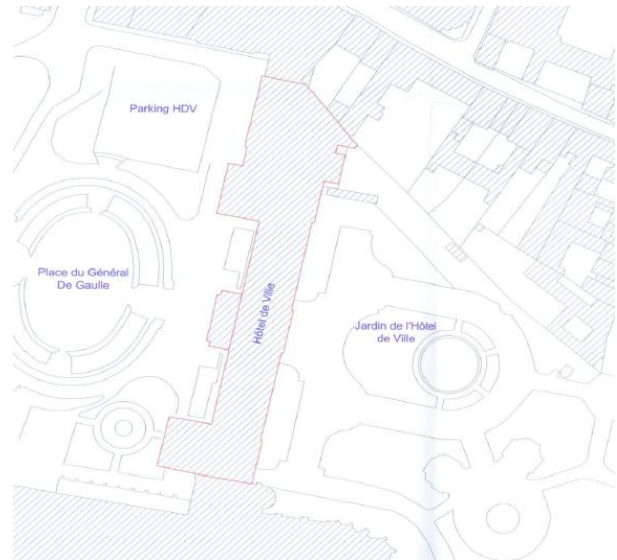 Parking HDV
Place du Général
De Gaulle
Hôtel de Ville
Jardin de l'Hôtel
de Ville